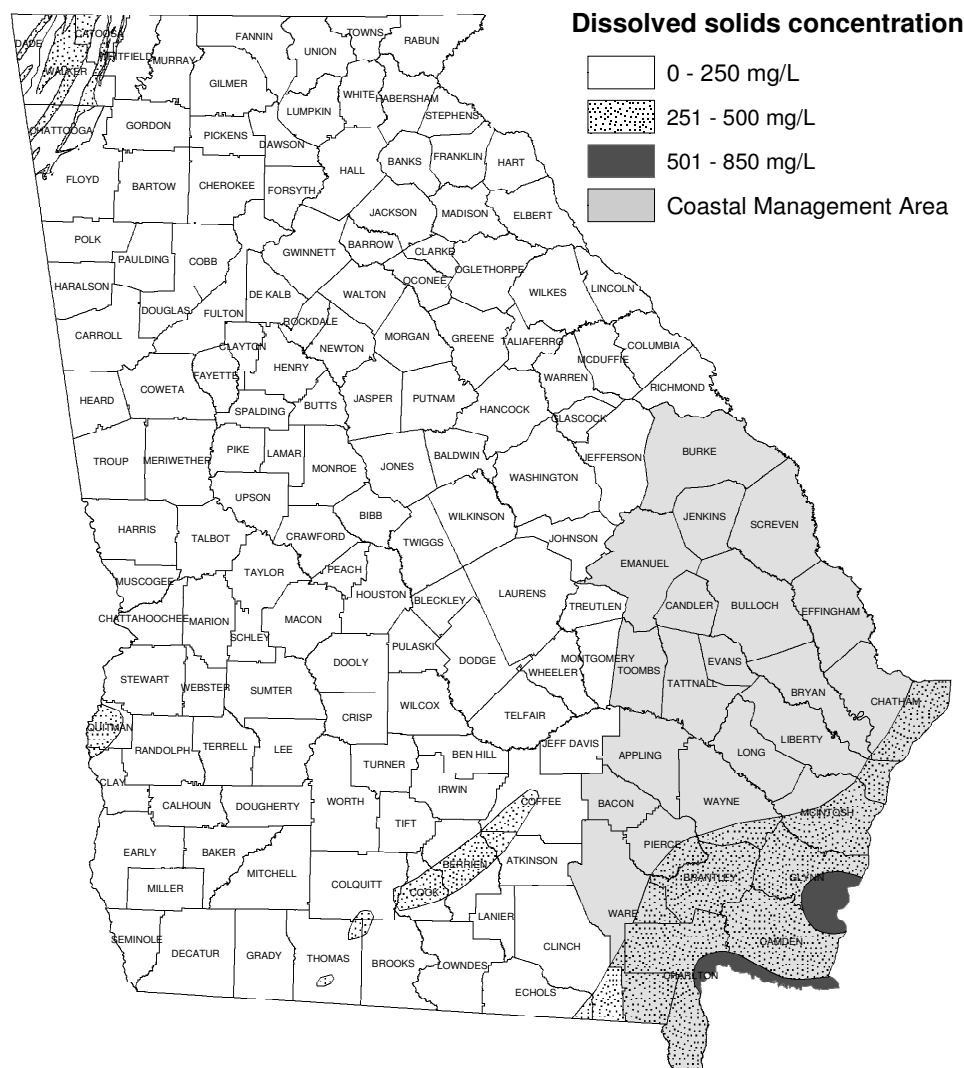 Dissolved solids concentration
0 - 250 mg/L
251 - 500 mg/L
501 - 850 mg/L
Coastal Management Area
DADE
CATOOSA
WHITFIELD
MURRAY
FANNIN
UNION
TOWNS
RABUN
WALKER
GILMER
LUMPKIN
WHITE
HABERSHAM
STEPHENS
CHATTOOGA
GORDON
PICKENS
DAWSON
HALL
BANKS
FRANKLIN
HART
FLOYD
BARTOW
CHEROKEE
FORSYTH
JACKSON
MADISON
ELBERT
POLK
PAULDING
COBB
GWINNETT
BARROW
CLARKE
OCONEE
OGLETHORPE
HARALSON
DE KALB
WALTON
WILKES
LINCOLN
CARROLL
DOUGLAS
FULTON
ROCKDALE
CLAYTON
NEWTON
MORGAN
GREENE
TALIAFERRO
MCDUFFIE
COLUMBIA
HEARD
COWETA
FAYETTE
HENRY
WARREN
RICHMOND
SPALDING
BUTTS
JASPER
PUTNAM
HANCOCK
GLASCOCK
TROUP
MERIWETHER
PIKE
LAMAR
MONROE
JONES
BALDWIN
WASHINGTON
JEFFERSON
BURKE
UPSON
HARRIS
TALBOT
CRAWFORD
BIBB
TWIGGS
WILKINSON
JOHNSON
JENKINS
SCREVEN
MUSCOGEE
TAYLOR
PEACH
HOUSTON
BLECKLEY
LAURENS
EMANUEL
TREUTLEN
CANDLER
BULLOCH
EFFINGHAM
CHATTAHOOCHEE
MARION
SCHLEY
MACON
PULASKI
DODGE
DOOLY
WHEELER
MONTGOMERY
TOOMBS
TATTNALL
EVANS
BRYAN
CHATHAM
STEWART
WEBSTER
SUMTER
CRISP
WILCOX
TELFAIR
QUITMAN
RANDOLPH
TERRELL
LEE
TURNER
BEN HILL
JEFF DAVIS
APPLING
LONG
LIBERTY
CLAY
CALHOUN
DOUGHERTY
WORTH
IRWIN
COFFEE
BACON
WAYNE
MCINTOSH
TIFT
EARLY
BAKER
MITCHELL
BERRIEN
ATKINSON
PIERCE
BRANTLEY
GLYNN
MILLER
COLQUITT
COOK
LANIER
WARE
SEMINOLE
DECATUR
GRADY
THOMAS
BROOKS
LOWNDES
CLINCH
CAMDEN
CHARLTON
ECHOLS